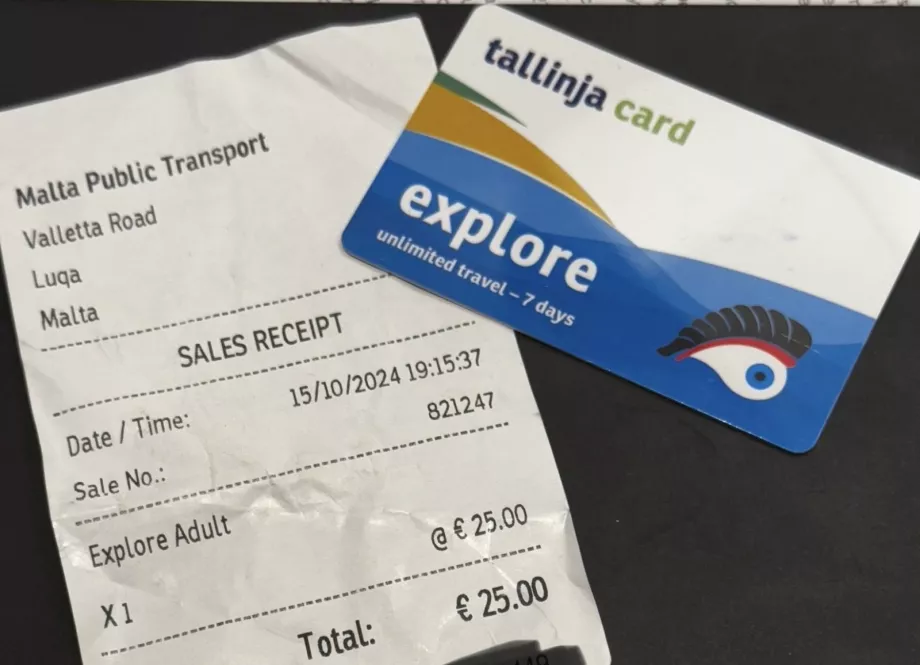 Malta Public Transport
Valletta Road
Luqa
Malta
SALES RECEIPT
Date / Time: 15/10/2024 19:15:37
Sale No.: 821247
Explore Adult @ € 25.00
X 1
Total: € 25.00
tallinja card
explore
unlimited travel – 7 days